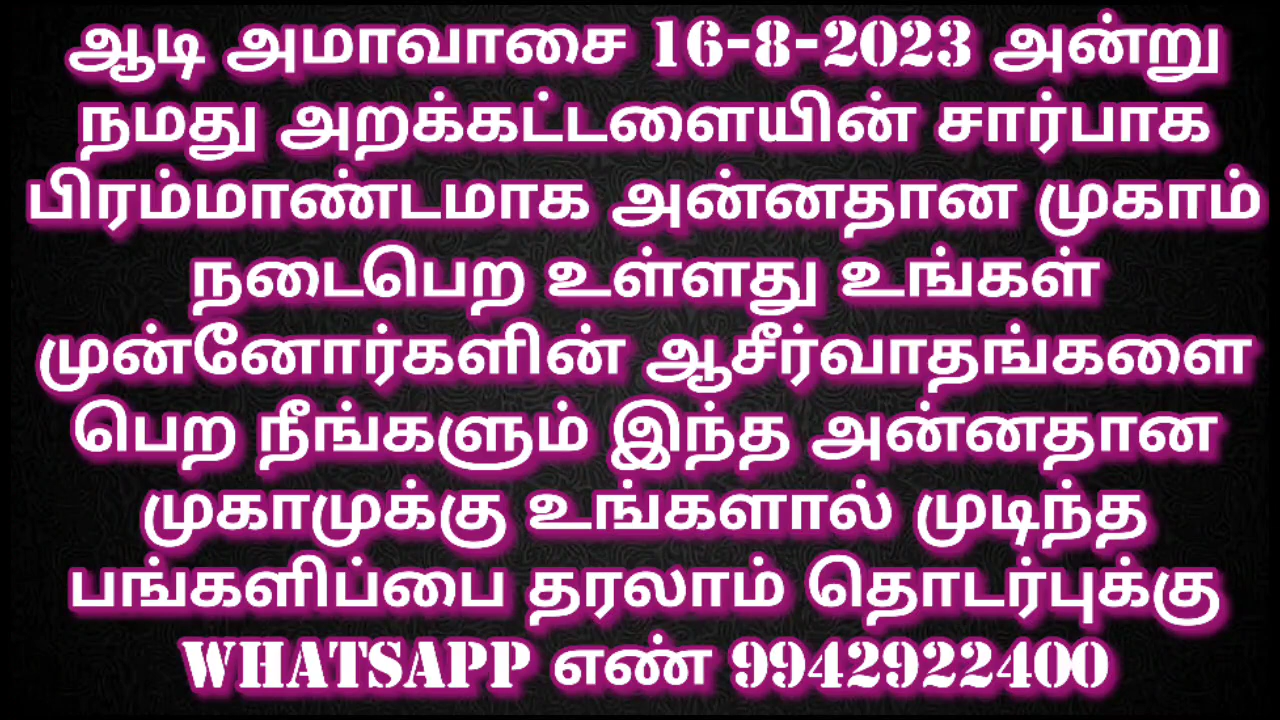 ஆடி அமாவாசை 16-8-2023 அன்று
நமது அறக்கட்டளையின் சார்பாக
பிரம்மாண்டமாக அன்னதான முகாம்
நடைபெற உள்ளது உங்கள்
முன்னோர்களின் ஆசீர்வாதங்களை
பெற நீங்களும் இந்த அன்னதான
முகாமுக்கு உங்களால் முடிந்த
பங்களிப்பை தரலாம் தொடர்புக்கு
WHATSAPP எண் 9942922400